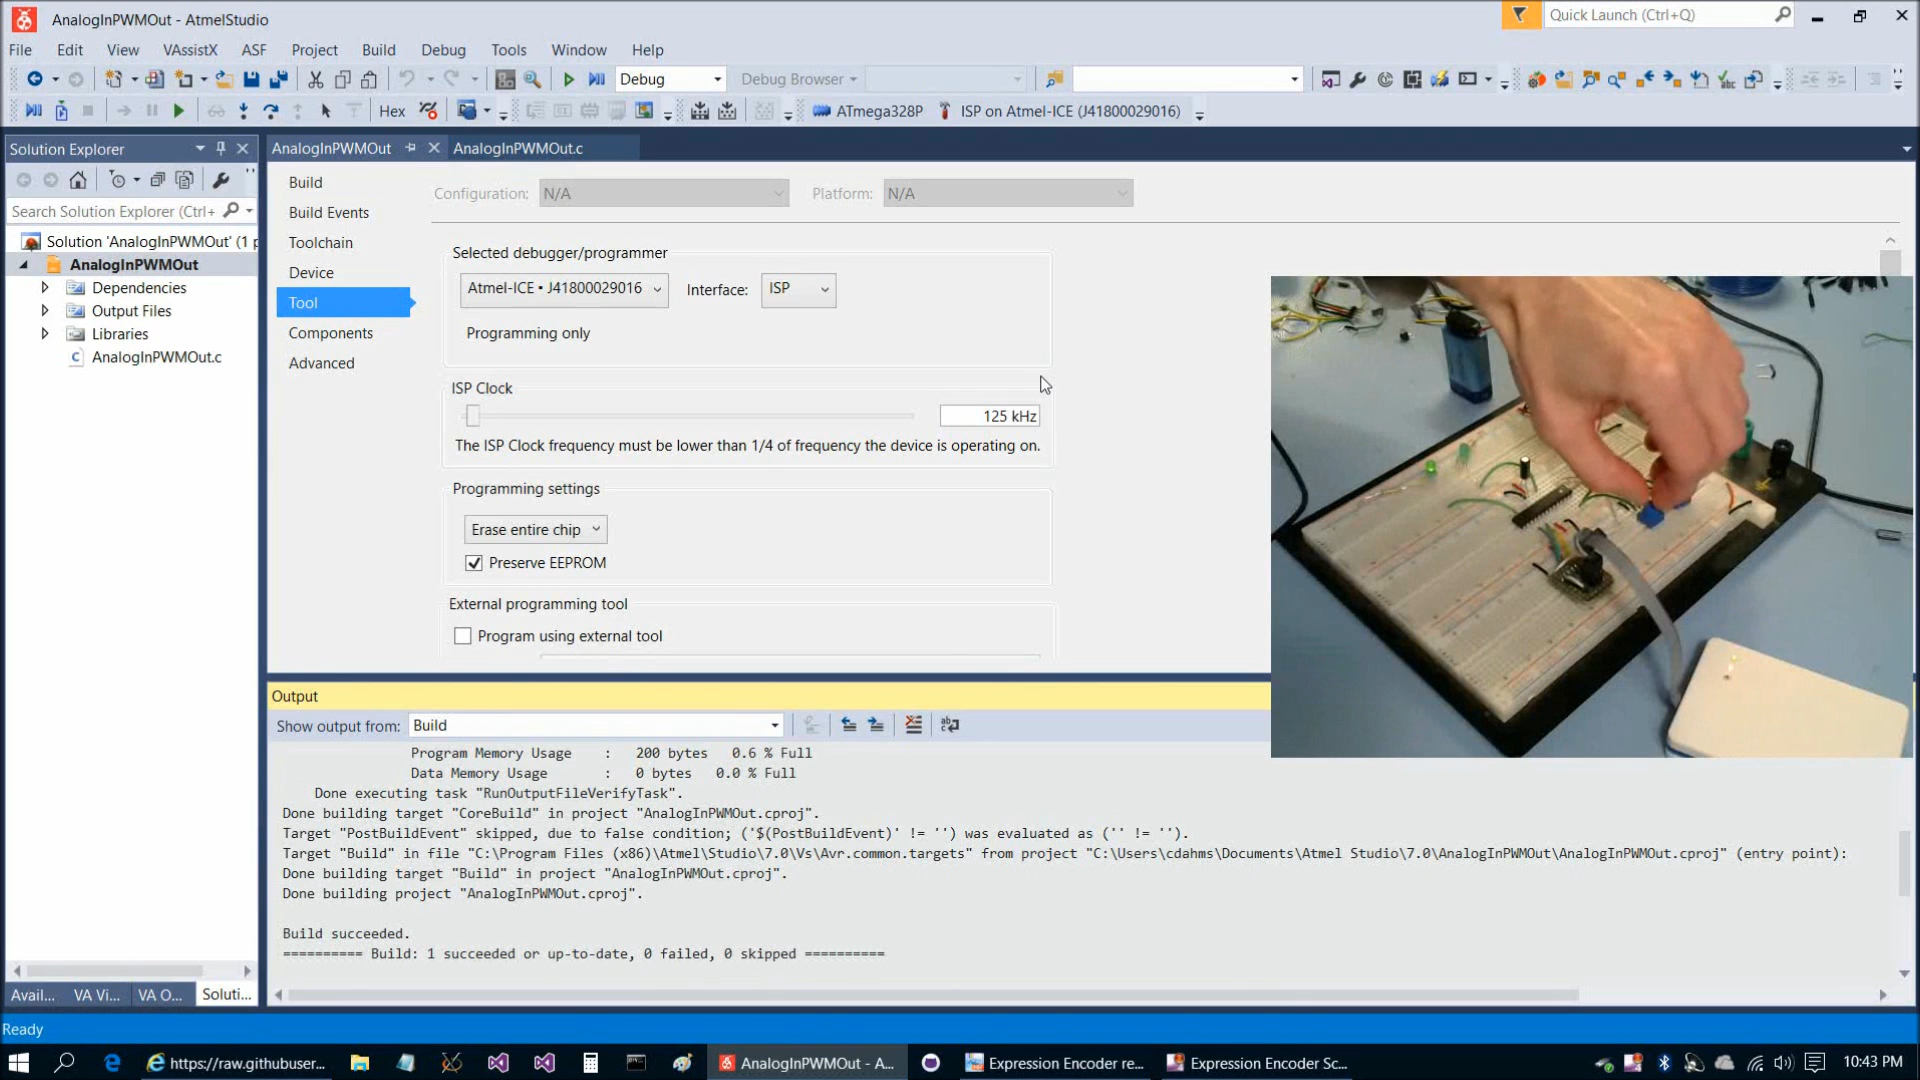 AnalogInPWMOut - AtmelStudio
Quick Launch (Ctrl+Q)
File Edit View VAssistX ASF Project Build Debug Tools Window Help
Debug Debug Browser
Hex ATmega328P ISP on Atmel-ICE (J41800029016)
Solution Explorer
AnalogInPWMOut AnalogInPWMOut.c
Search Solution Explorer (Ctrl+
Solution 'AnalogInPWMOut' (1 p
AnalogInPWMOut
Dependencies
Output Files
Libraries
AnalogInPWMOut.c
Build
Build Events
Toolchain
Device
Tool
Components
Advanced
Configuration: N/A Platform: N/A
Selected debugger/programmer
Atmel-ICE • J41800029016 Interface: ISP
Programming only
ISP Clock
125 kHz
The ISP Clock frequency must be lower than 1/4 of frequency the device is operating on.
Programming settings
Erase entire chip
Preserve EEPROM
External programming tool
Program using external tool
Output
Show output from: Build
Program Memory Usage : 200 bytes 0.6 % Full
Data Memory Usage : 0 bytes 0.0 % Full
Done executing task "RunOutputFileVerifyTask".
Done building target "CoreBuild" in project "AnalogInPWMOut.cproj".
Target "PostBuildEvent" skipped, due to false condition; ('$(PostBuildEvent)' != '') was evaluated as ('' != '').
Target "Build" in file "C:\Program Files (x86)\Atmel\Studio\7.0\Vs\Avr.common.targets" from project "C:\Users\cdahms\Documents\Atmel Studio\7.0\AnalogInPWMOut\AnalogInPWMOut.cproj" (entry point):
Done building target "Build" in project "AnalogInPWMOut.cproj".
Done building project "AnalogInPWMOut.cproj".
Build succeeded.
========== Build: 1 succeeded or up-to-date, 0 failed, 0 skipped ==========
Avail... VA Vi... VA O... Soluti...
Ready
https://raw.githubuser... AnalogInPWMOut - A... Expression Encoder re... Expression Encoder Sc... 10:43 PM